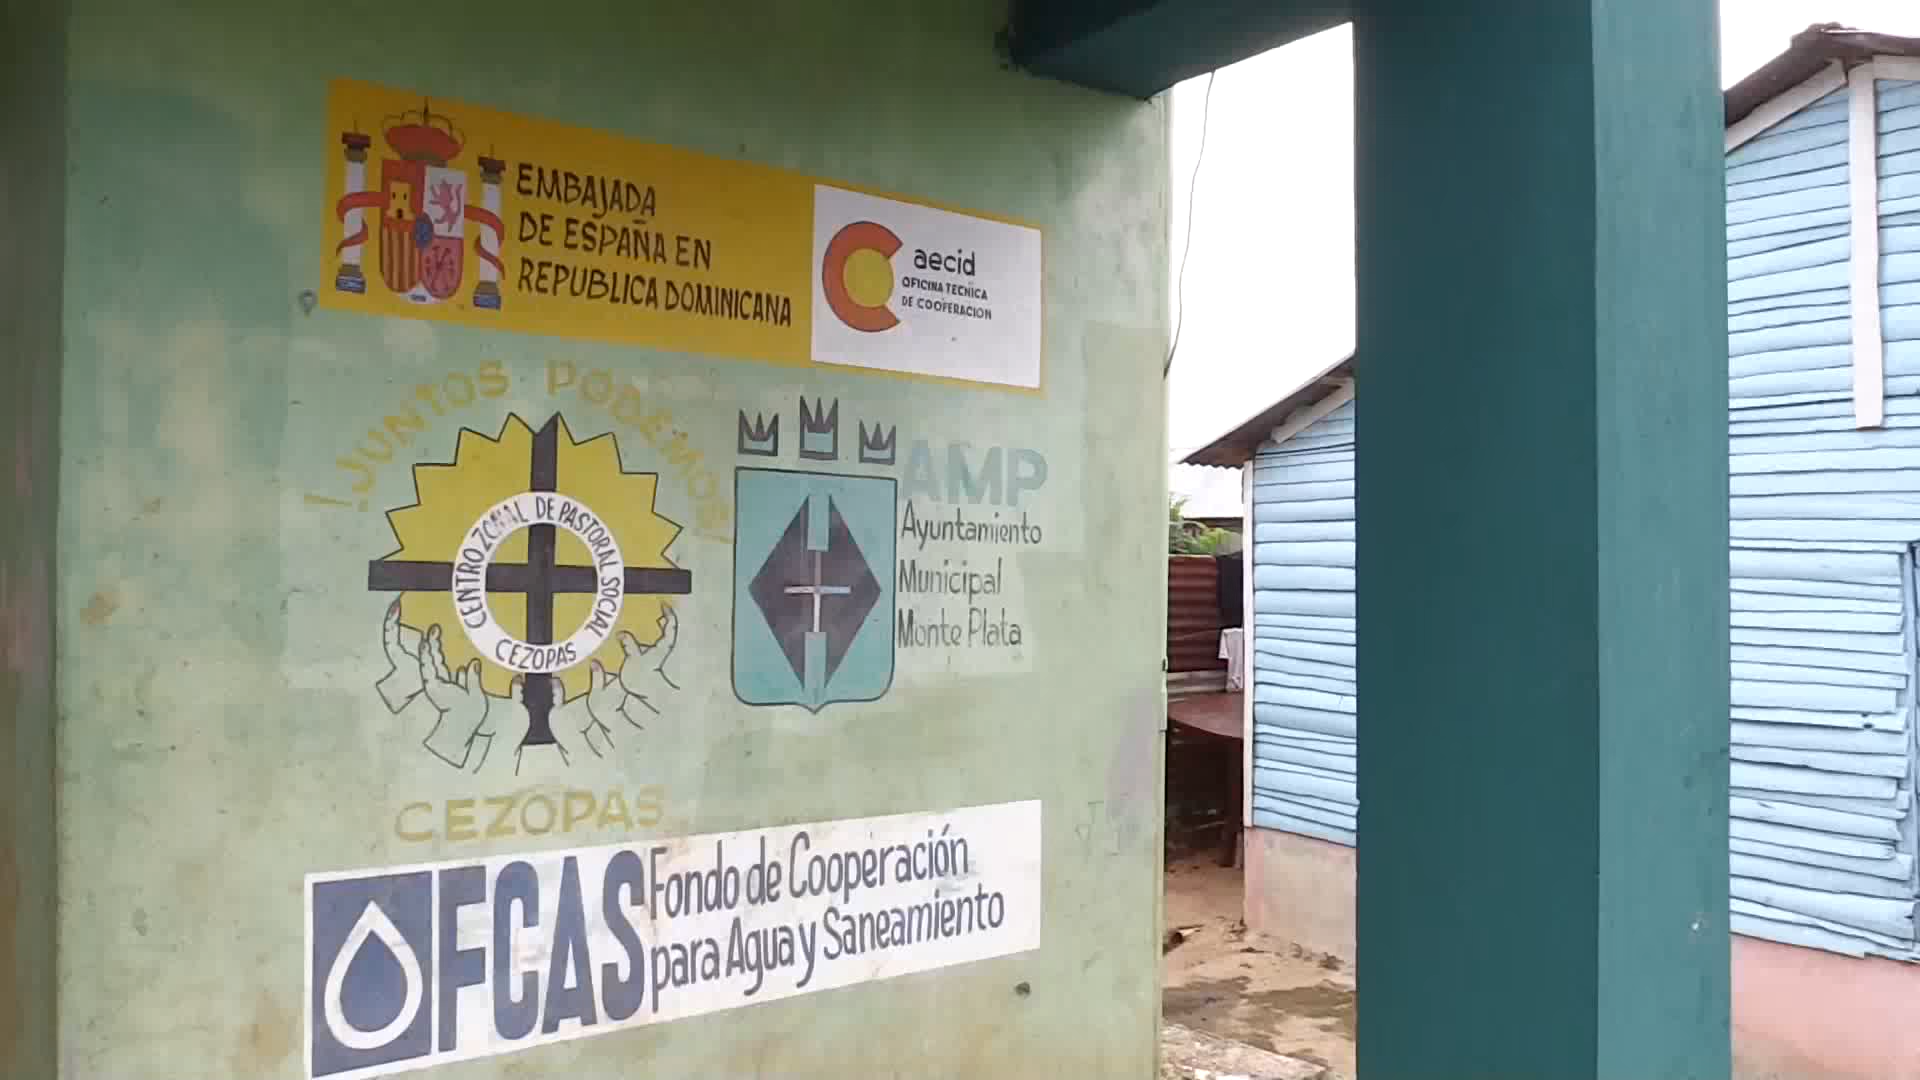 EMBAJADA
DE ESPAÑA EN
REPUBLICA DOMINICANA
aecid
OFICINA TECNICA
DE COOPERACION
¡JUNTOS PODEMOS!
CENTRO ZONAL DE PASTORAL SOCIAL
CEZOPAS
CEZOPAS
AMP
Ayuntamiento
Municipal
Monte Plata
FCAS
Fondo de Cooperación
para Agua y Saneamiento